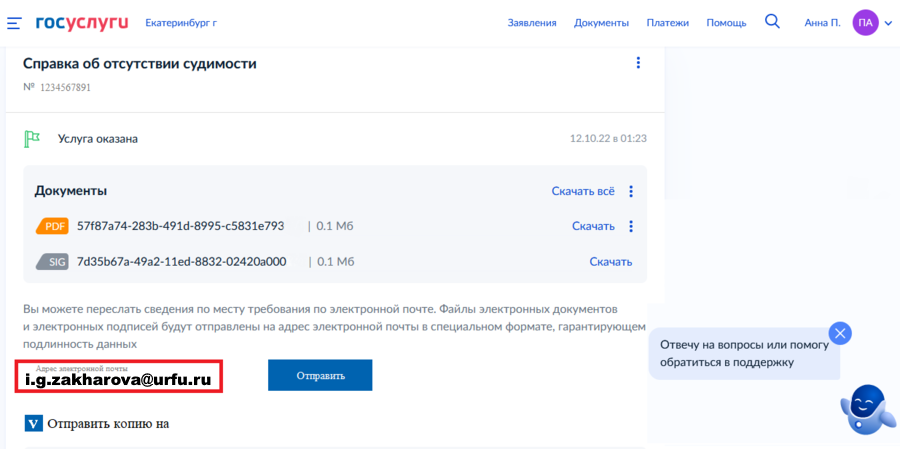 госуслуги Екатеринбург г Заявления Документы Платежи Помощь Анна П. ПА
Справка об отсутствии судимости
№ 1234567891
Услуга оказана 12.10.22 в 01:23
Документы Скачать всё
PDF 57f87a74-283b-491d-8995-c5831e793 | 0.1 Мб Скачать
SIG 7d35b67a-49a2-11ed-8832-02420a000 | 0.1 Мб Скачать
Вы можете переслать сведения по месту требования по электронной почте. Файлы электронных документов
и электронных подписей будут отправлены на адрес электронной почты в специальном формате, гарантирующем
подлинность данных
Адрес электронной почты
i.g.zakharova@urfu.ru
Отправить
V Отправить копию на
Отвечу на вопросы или помогу
обратиться в поддержку